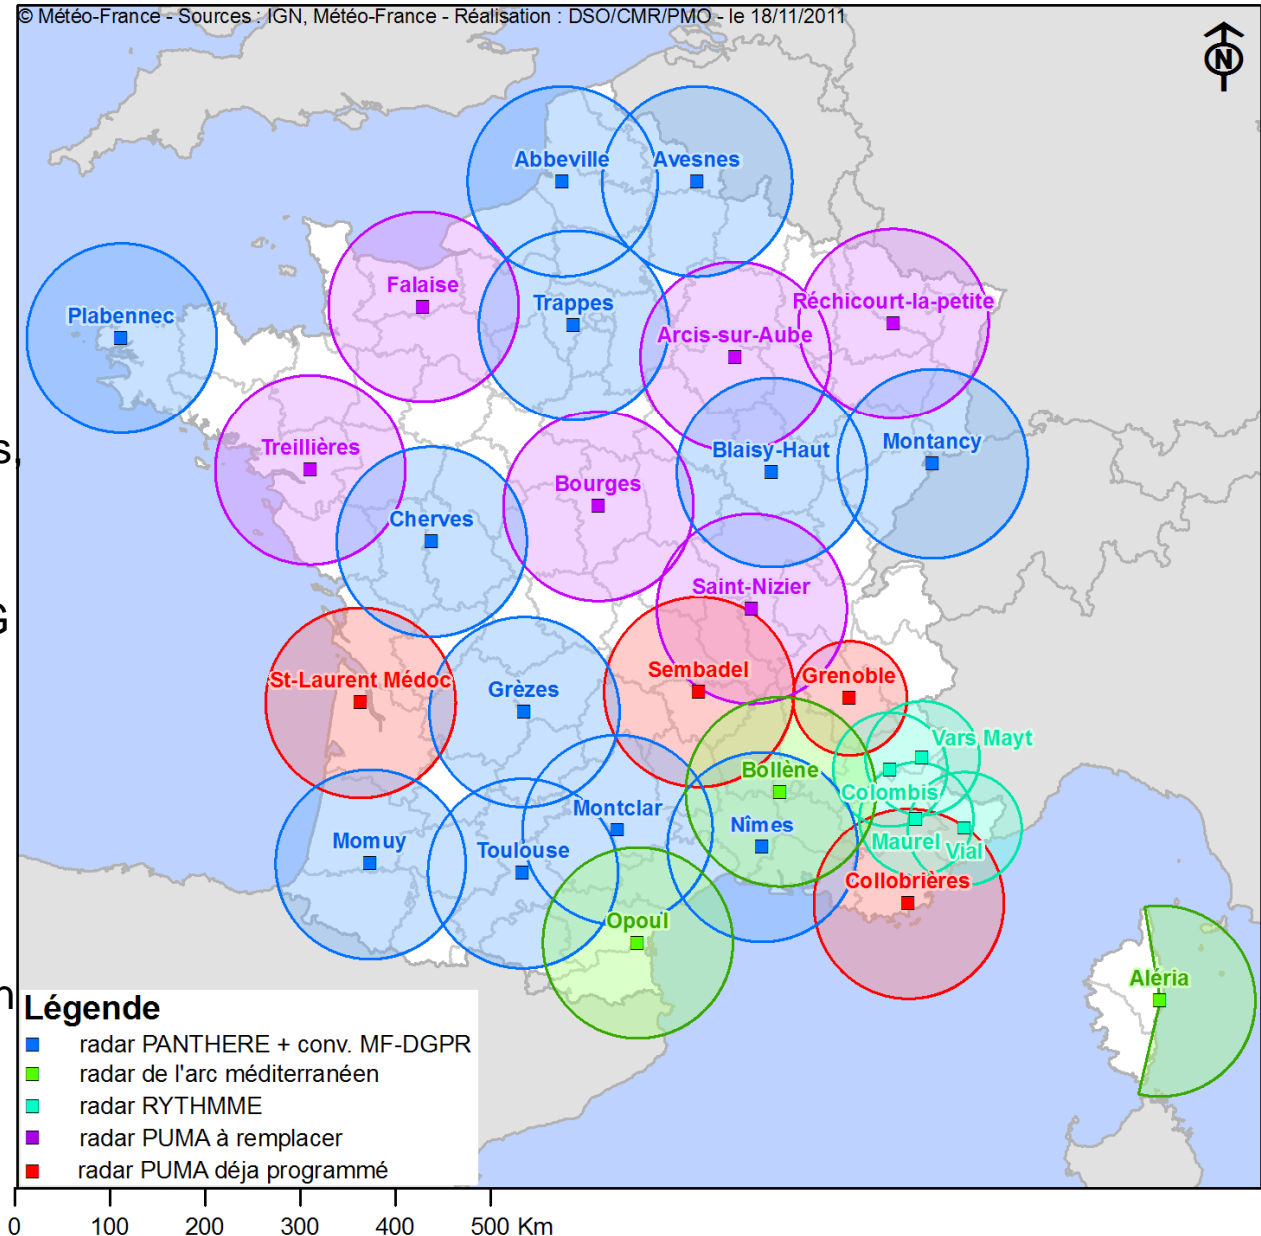 © Météo-France - Sources : IGN, Météo-France - Réalisation : DSO/CMR/PMO - le 18/11/2011
N
Abbeville
Avesnes
Falaise
Trappes
Réchicourt-la-petite
Plabennec
Arcis-sur-Aube
s,
Treillières
Blaisy-Haut
Montancy
Bourges
Cherves
Saint-Nizier
G
St-Laurent Médoc
Grèzes
Sembadel
Grenoble
Vars Mayt
Bollène
Colombis
Montclar
Nîmes
Momuy
Toulouse
Maurel
Vial
Collobrières
Opoul
Aléria
n
Légende
radar PANTHERE + conv. MF-DGPR
radar de l'arc méditerranéen
radar RYTHMME
radar PUMA à remplacer
radar PUMA déja programmé
0 100 200 300 400 500 Km